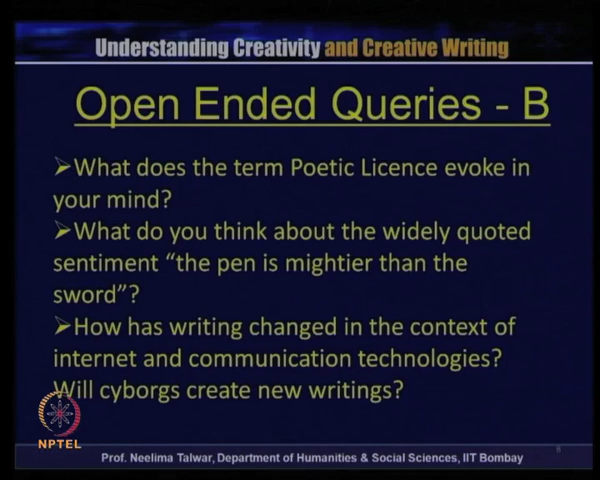 Understanding Creativity and Creative Writing
Open Ended Queries - B
➢What does the term Poetic Licence evoke in
your mind?
➢What do you think about the widely quoted
sentiment “the pen is mightier than the
sword”?
➢How has writing changed in the context of
internet and communication technologies?
Will cyborgs create new writings?
NPTEL
Prof. Neelima Talwar, Department of Humanities & Social Sciences, IIT Bombay
8